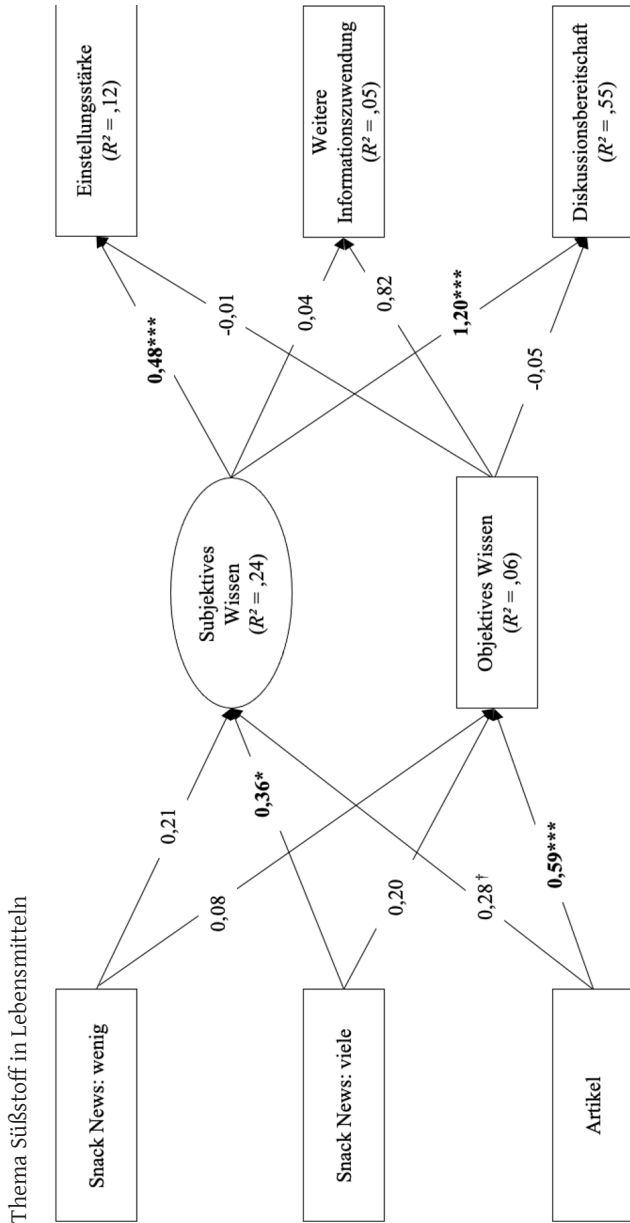 Thema Süßstoff in Lebensmitteln
Snack News: wenig
Snack News: viele
Artikel
0,21
0,08
0,36*
0,20
0,28†
0,59***
Subjektives
Wissen
(R² = ,24)
Objektives Wissen
(R² = ,06)
0,48***
-0,01
0,04
0,82
1,20***
-0,05
Einstellungsstärke
(R² = ,12)
Weitere
Informationszuwendung
(R² = ,05)
Diskussionsbereitschaft
(R² = ,55)